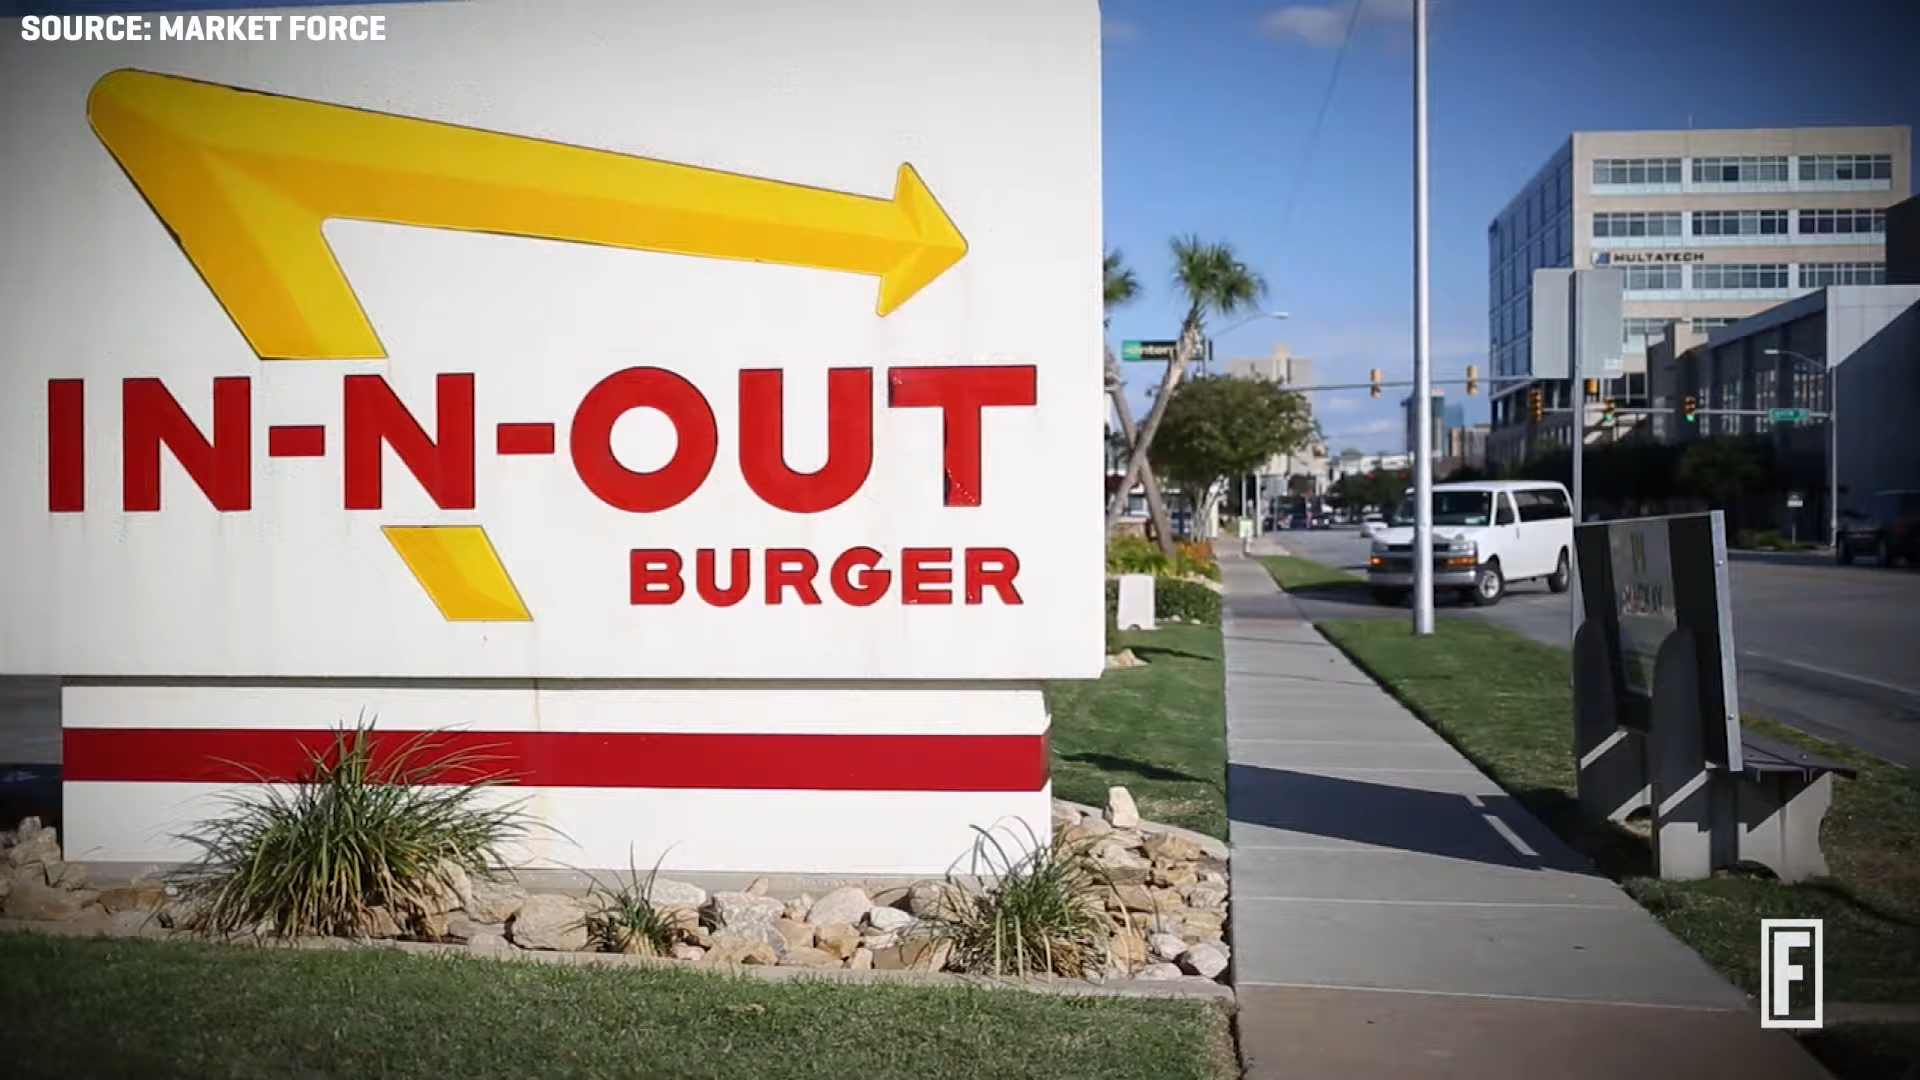 SOURCE: MARKET FORCE
IN-N-OUT
BURGER
MULTATECH
F